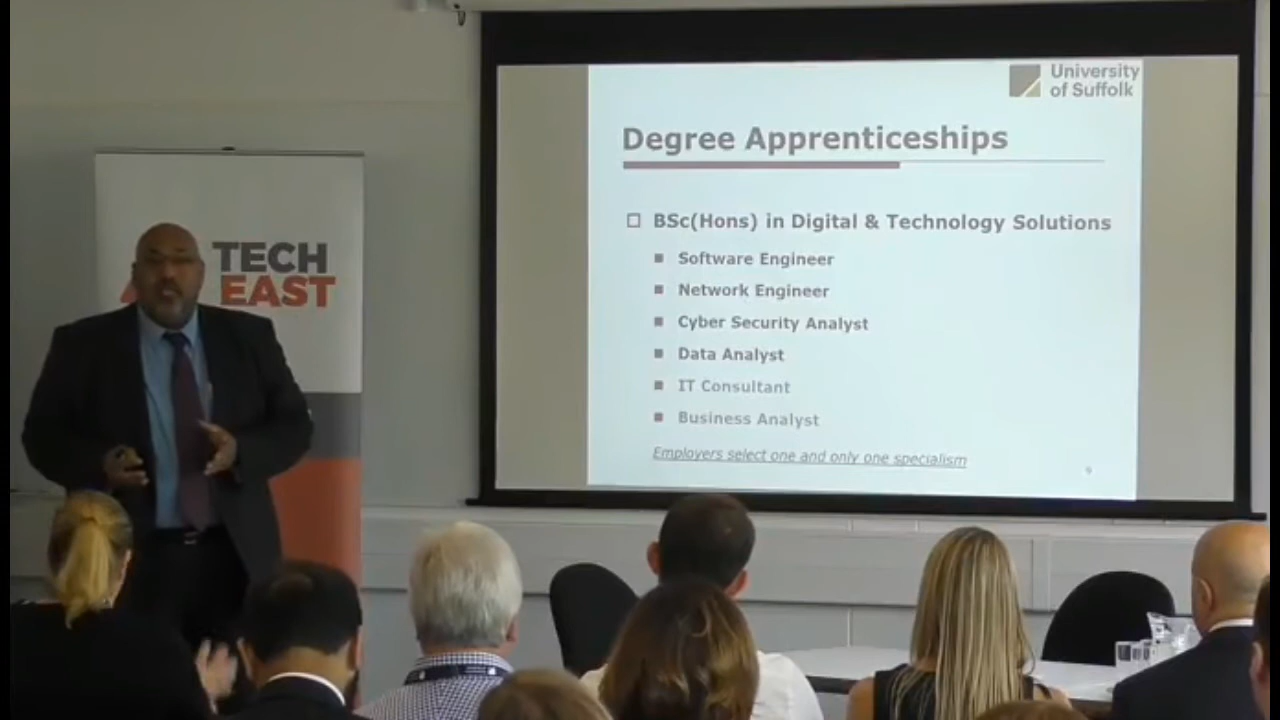 University
of Suffolk
Degree Apprenticeships
BSc(Hons) in Digital & Technology Solutions
Software Engineer
Network Engineer
Cyber Security Analyst
Data Analyst
IT Consultant
Business Analyst
Employers select one and only one specialism
TECH
EAST